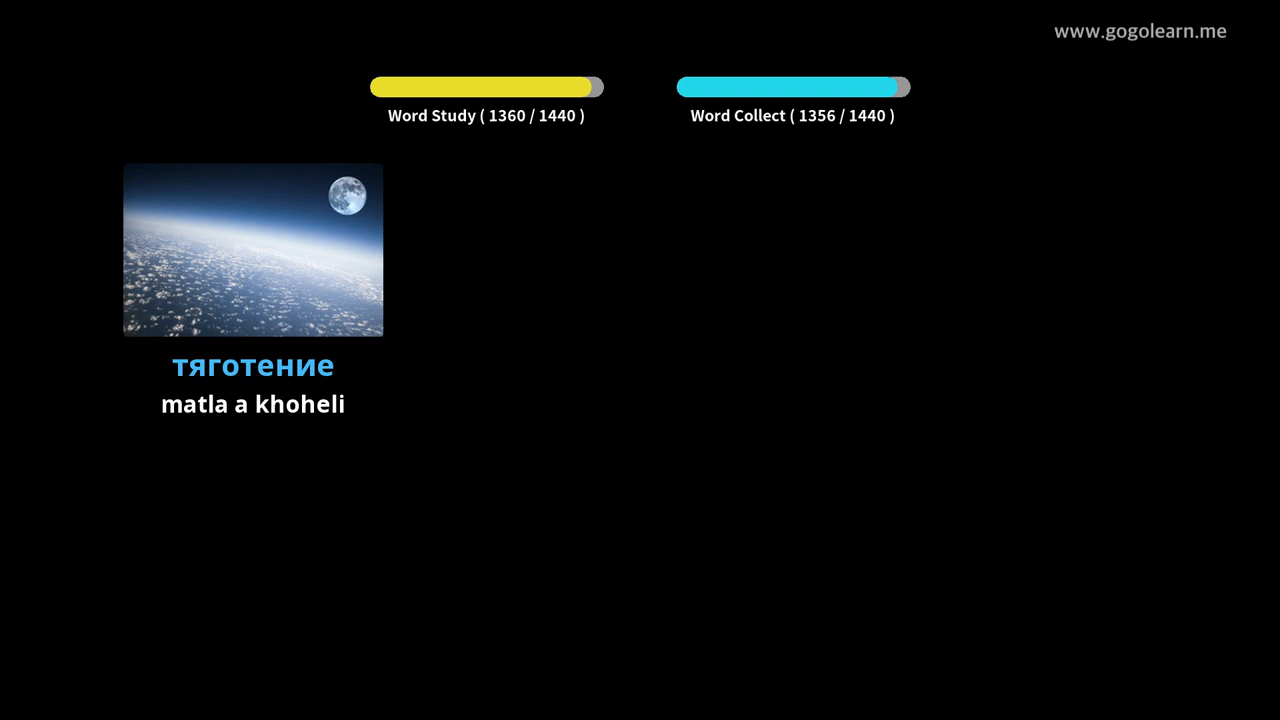 www.gogolearn.me
Word Study ( 1360 / 1440 )
Word Collect ( 1356 / 1440 )
тяготение
matla a khoheli